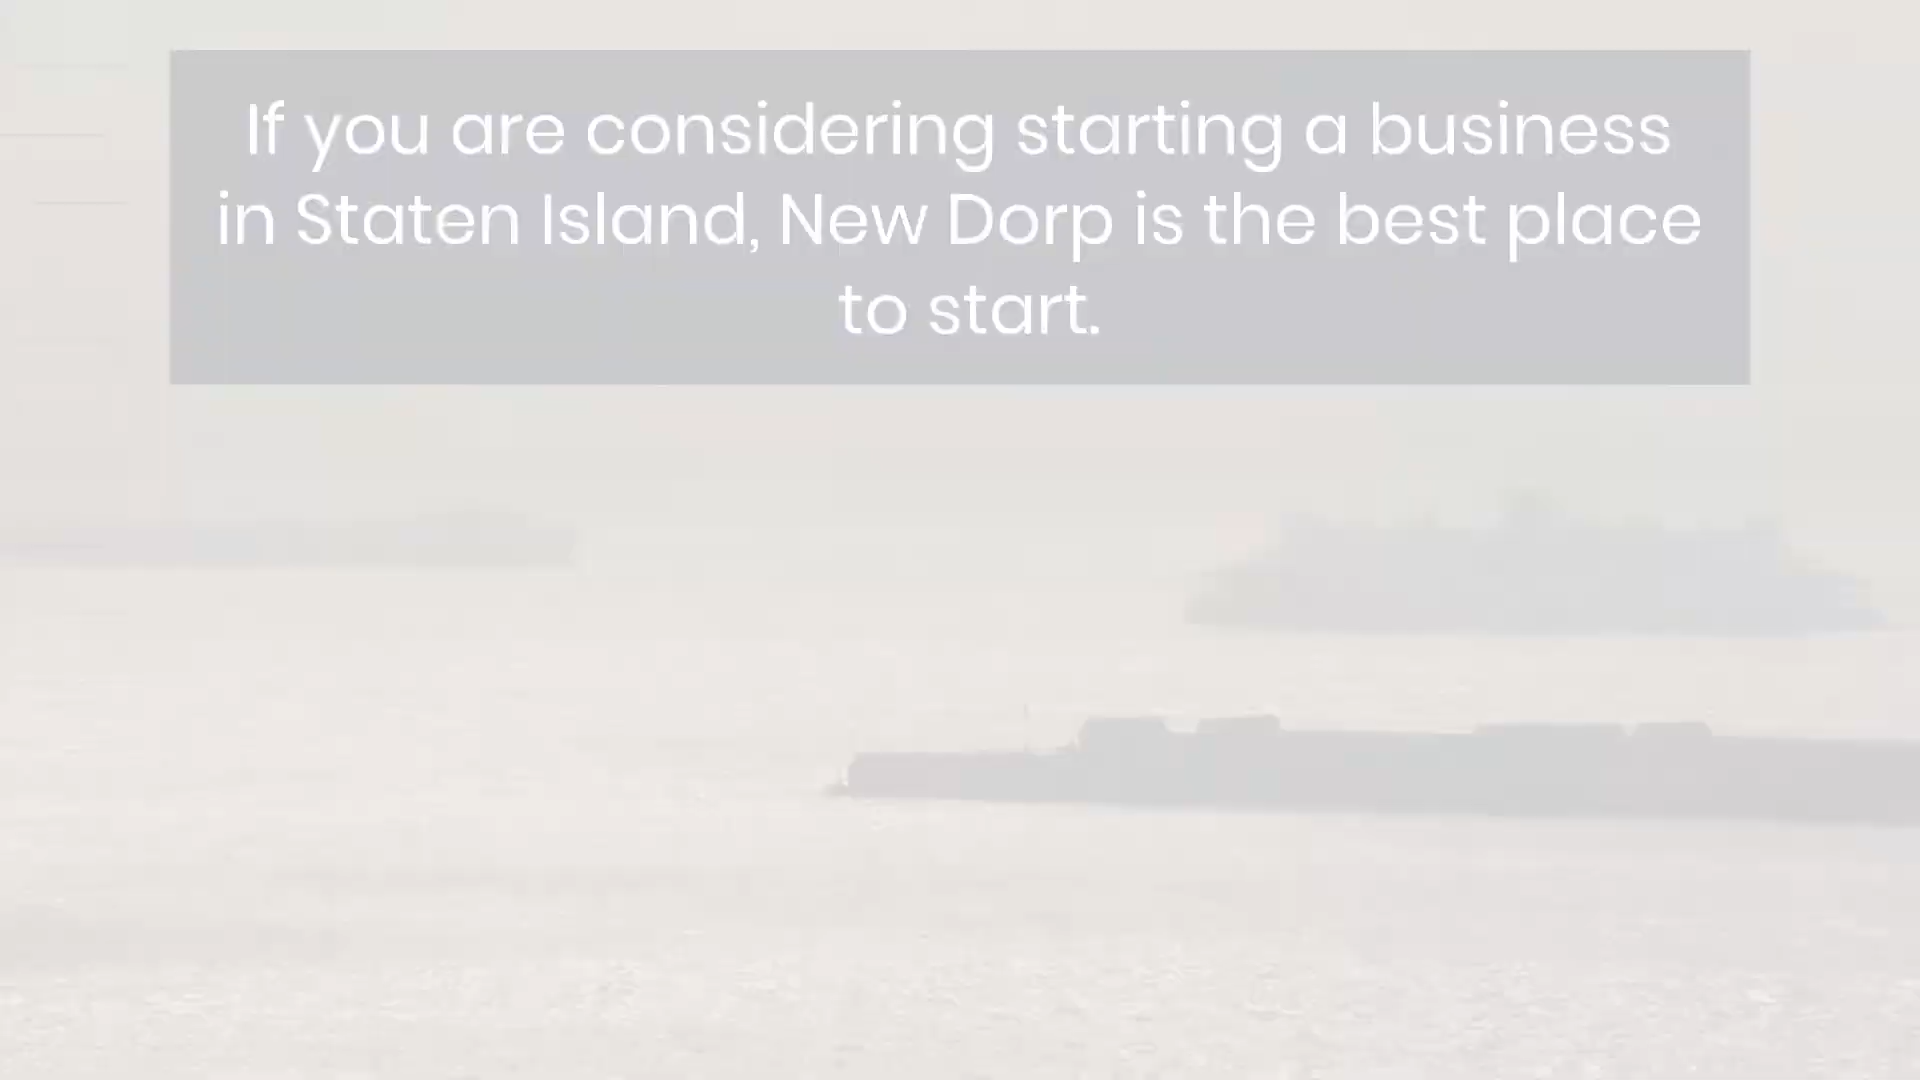 If you are considering starting a business
in Staten Island, New Dorp is the best place
to start.